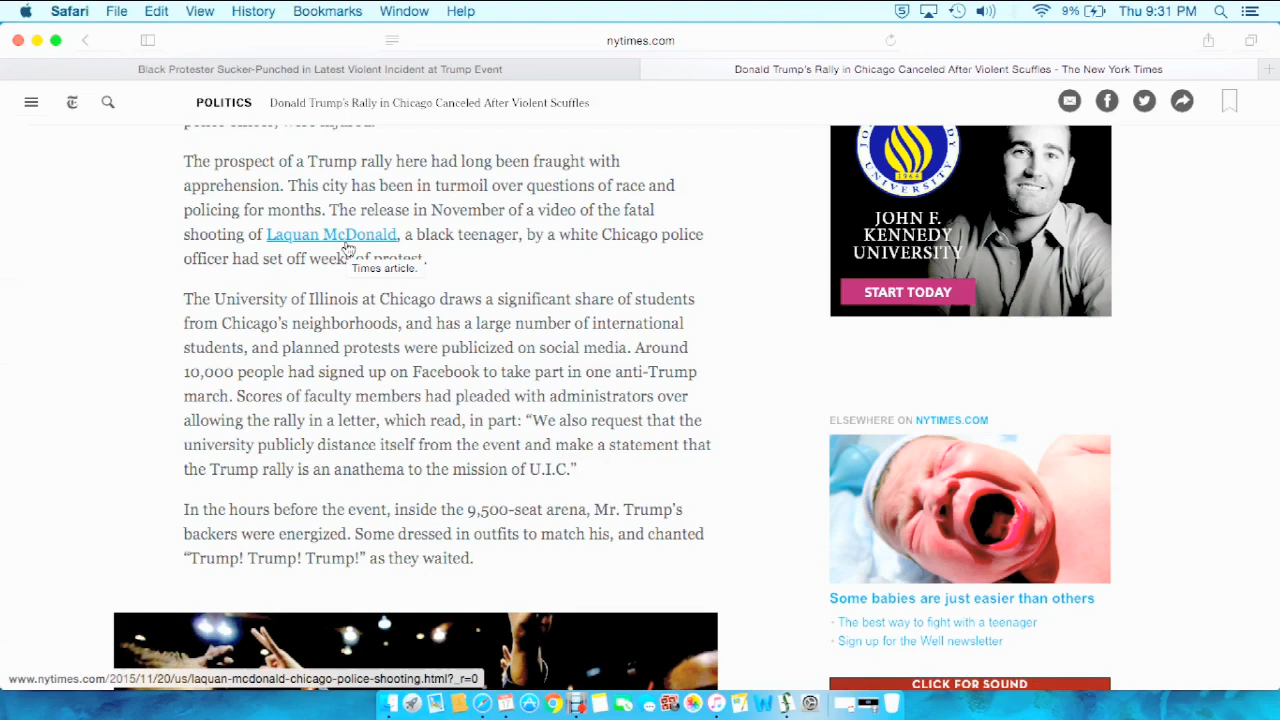 Safari File Edit View History Bookmarks Window Help 9% Thu 9:31 PM
nytimes.com
Black Protester Sucker-Punched in Latest Violent Incident at Trump Event
Donald Trump's Rally in Chicago Canceled After Violent Scuffles - The New York Times
POLITICS Donald Trump's Rally in Chicago Canceled After Violent Scuffles
The prospect of a Trump rally here had long been fraught with
apprehension. This city has been in turmoil over questions of race and
policing for months. The release in November of a video of the fatal
shooting of Laquan McDonald, a black teenager, by a white Chicago police
officer had set off weeks of protest.
Times article.
The University of Illinois at Chicago draws a significant share of students
from Chicago's neighborhoods, and has a large number of international
students, and planned protests were publicized on social media. Around
10,000 people had signed up on Facebook to take part in one anti-Trump
march. Scores of faculty members had pleaded with administrators over
allowing the rally in a letter, which read, in part: “We also request that the
university publicly distance itself from the event and make a statement that
the Trump rally is an anathema to the mission of U.I.C.”
In the hours before the event, inside the 9,500-seat arena, Mr. Trump's
backers were energized. Some dressed in outfits to match his, and chanted
“Trump! Trump! Trump!” as they waited.
www.nytimes.com/2015/11/20/us/laquan-mcdonald-chicago-police-shooting.html?_r=0
1964
JOHN F.
KENNEDY
UNIVERSITY
START TODAY
ELSEWHERE ON NYTIMES.COM
Some babies are just easier than others
· The best way to fight with a teenager
· Sign up for the Well newsletter
CLICK FOR SOUND